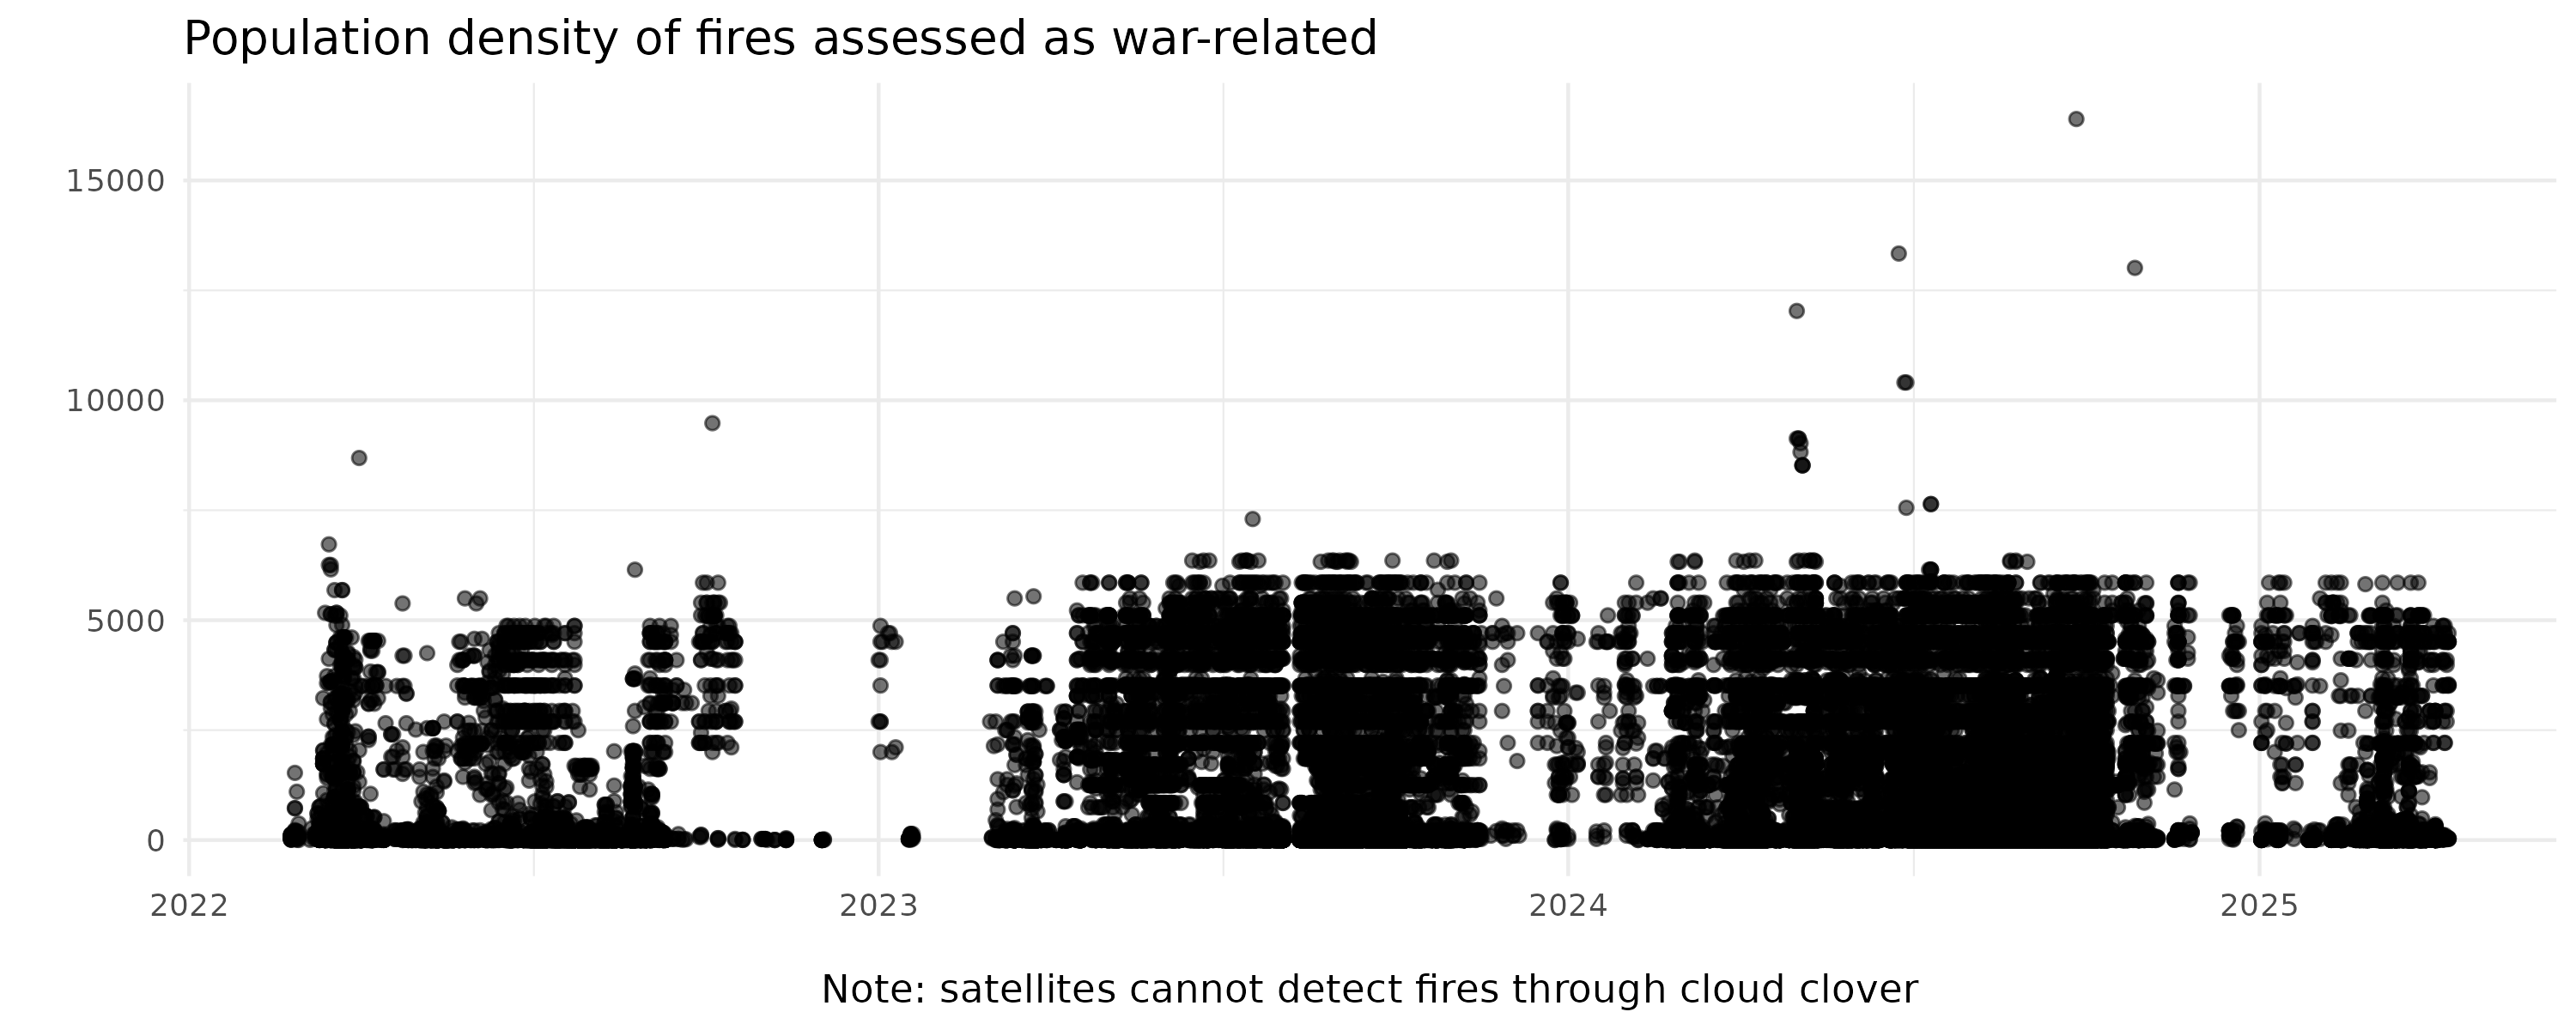 Population density of fires assessed as war-related
15000
10000
5000
0
2022 2023 2024 2025
Note: satellites cannot detect fires through cloud clover